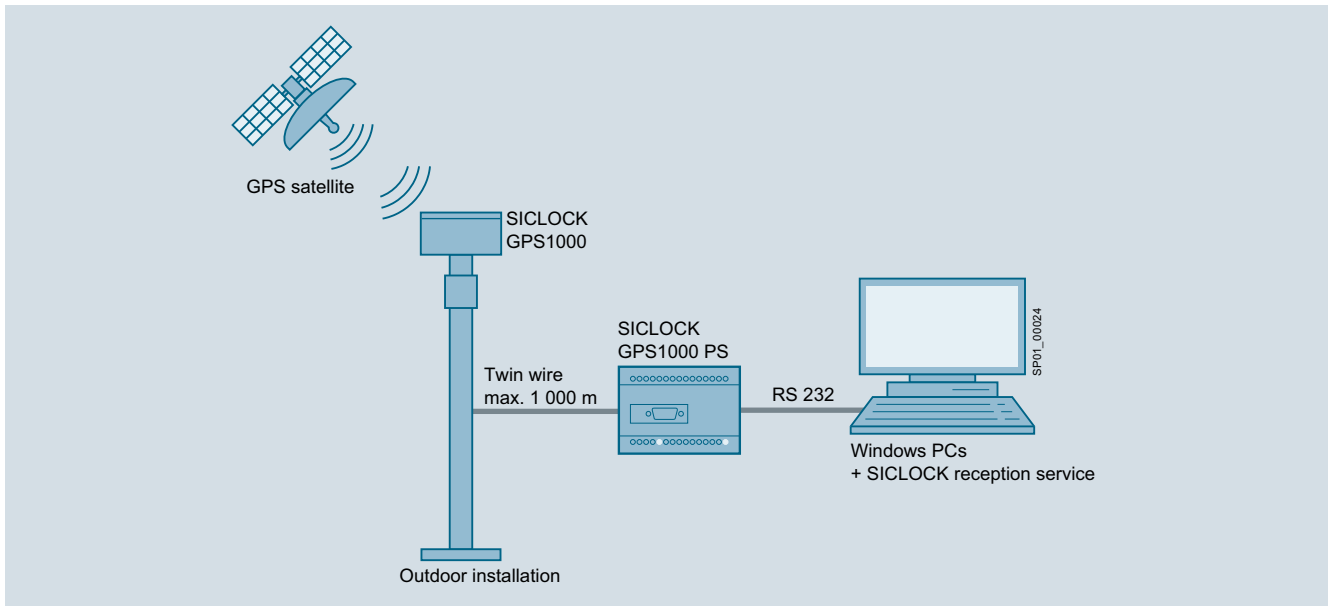 GPS satellite
SICLOCK
GPS1000
SICLOCK
GPS1000 PS
Twin wire
max. 1 000 m
RS 232
SP01_00024
Windows PCs
+ SICLOCK reception service
Outdoor installation